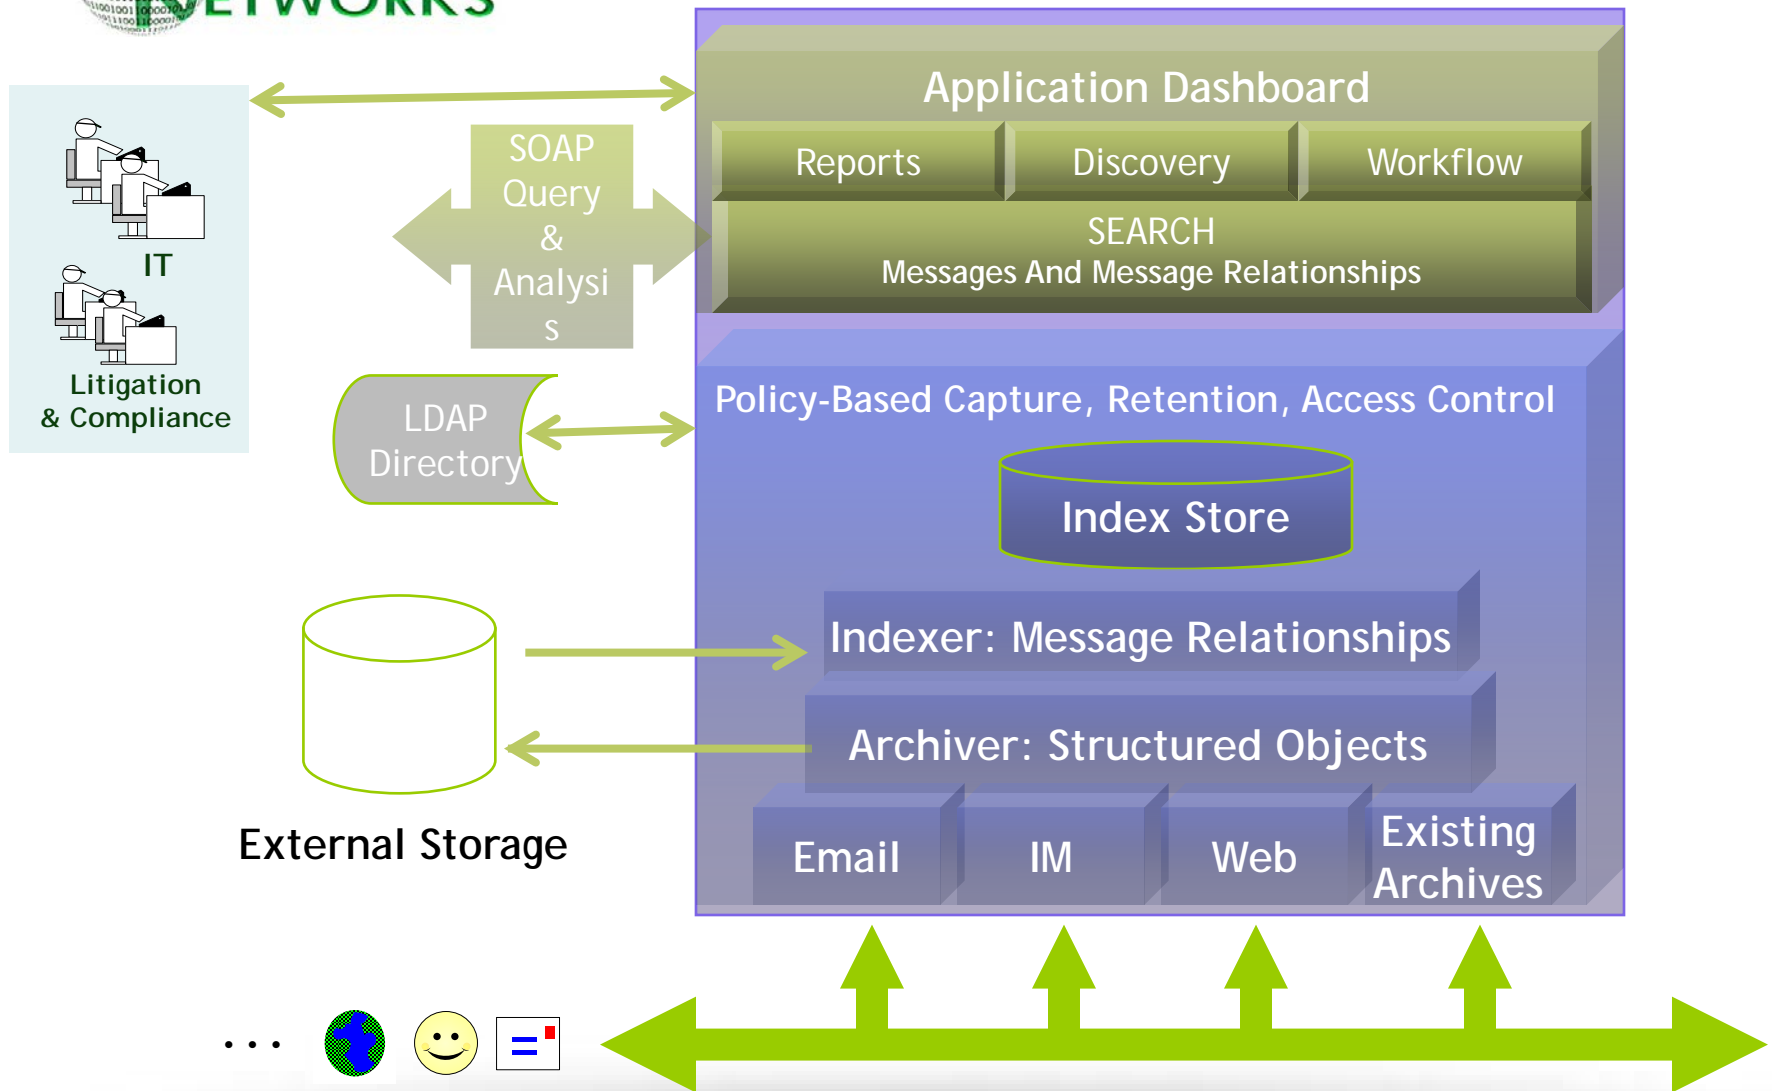 ETWORKS
Application Dashboard
Reports
Discovery
Workflow
SEARCH
Messages And Message Relationships
SOAP
Query
&
Analysi
s
IT
Litigation
& Compliance
LDAP
Directory
Policy-Based Capture, Retention, Access Control
Index Store
Indexer: Message Relationships
Archiver: Structured Objects
External Storage
Email
IM
Web
Existing
Archives
...